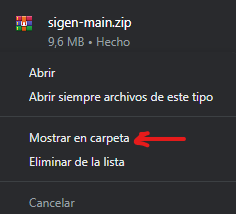 sigen-main.zip
9,6 MB • Hecho
Abrir
Abrir siempre archivos de este tipo
Mostrar en carpeta
Eliminar de la lista
Cancelar